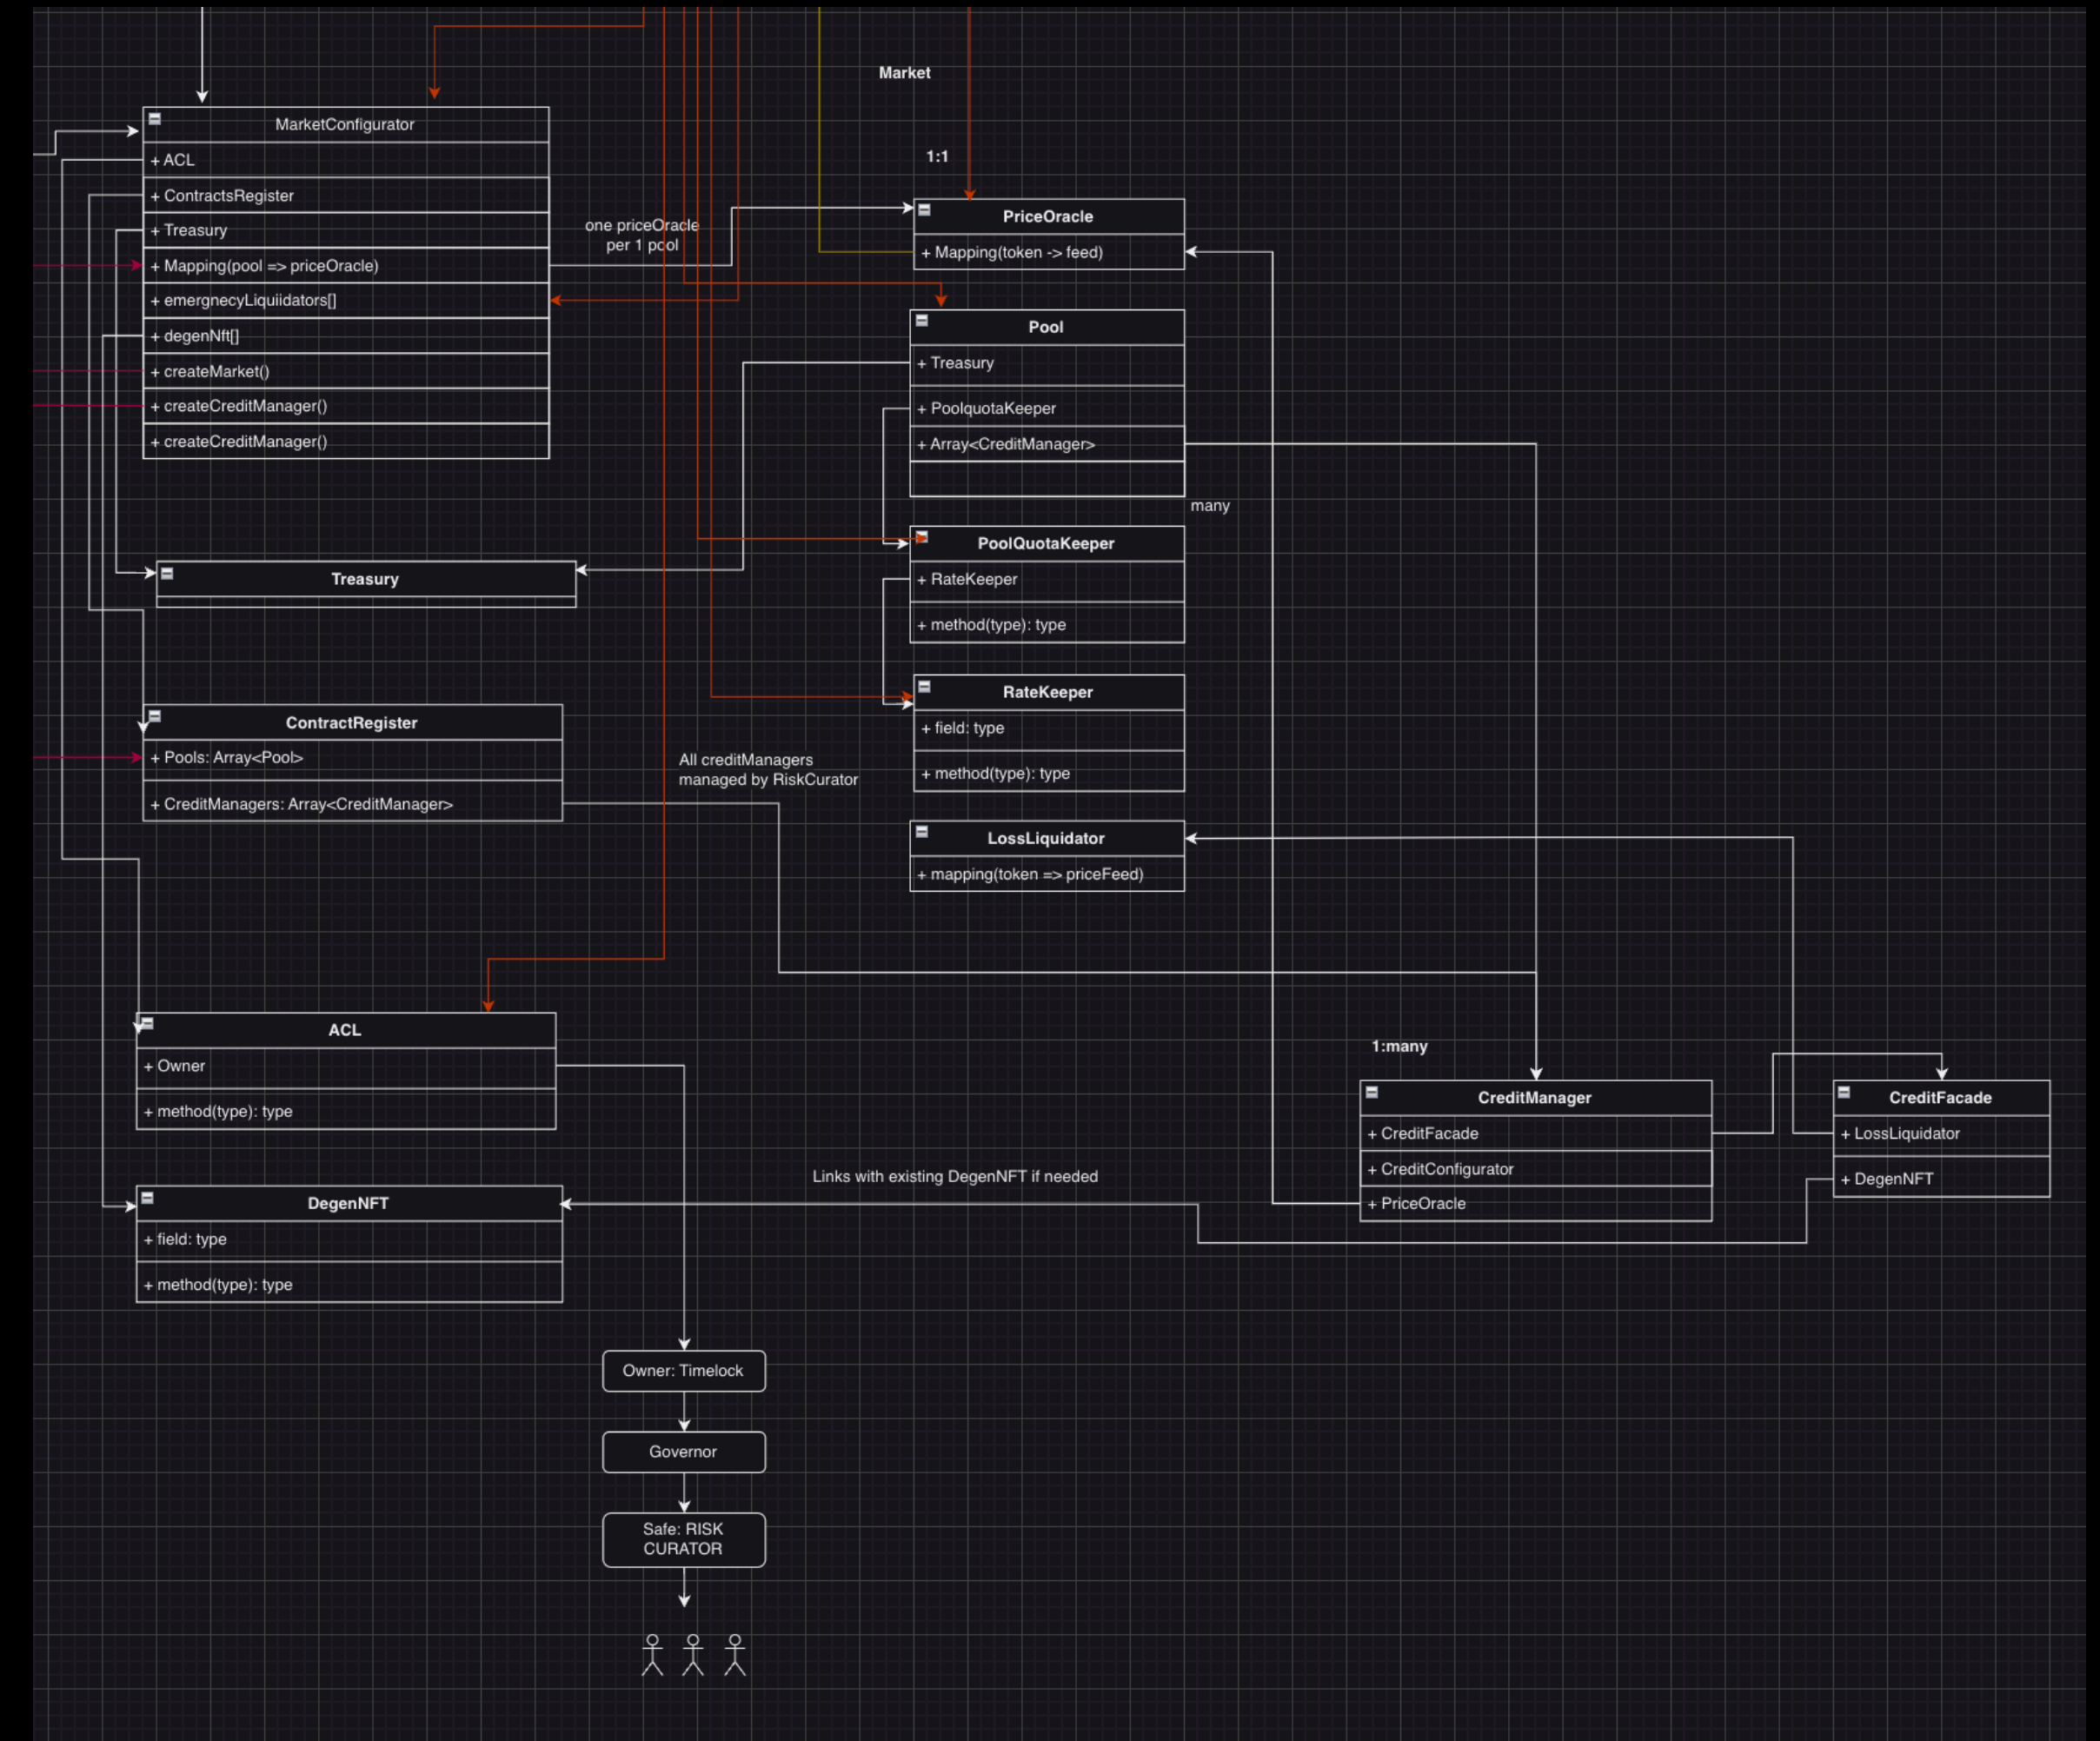 Market
1:1
MarketConfigurator
+ ACL
+ ContractsRegister
+ Treasury
+ Mapping(pool => priceOracle)
+ emergnecyLiquiidators[]
+ degenNft[]
+ createMarket()
+ createCreditManager()
+ createCreditManager()
one priceOracle
per 1 pool
PriceOracle
+ Mapping(token -> feed)
Pool
+ Treasury
+ PoolquotaKeeper
+ Array<CreditManager>
many
PoolQuotaKeeper
+ RateKeeper
+ method(type): type
Treasury
RateKeeper
+ field: type
+ method(type): type
ContractRegister
+ Pools: Array<Pool>
+ CreditManagers: Array<CreditManager>
All creditManagers
managed by RiskCurator
LossLiquidator
+ mapping(token => priceFeed)
ACL
+ Owner
+ method(type): type
1:many
CreditManager
+ CreditFacade
+ CreditConfigurator
+ PriceOracle
CreditFacade
+ LossLiquidator
+ DegenNFT
Links with existing DegenNFT if needed
DegenNFT
+ field: type
+ method(type): type
Owner: Timelock
Governor
Safe: RISK
CURATOR